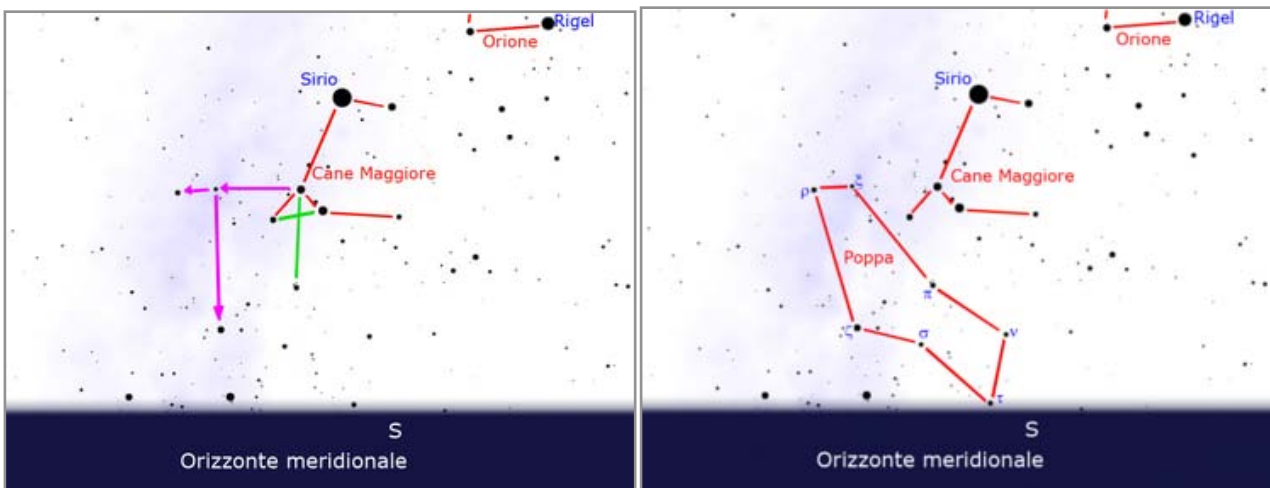 Rigel
Orione
Sirio
Cane Maggiore
S
Orizzonte meridionale
Rigel
Orione
Sirio
Cane Maggiore
ρ
ξ
Poppa
π
ζ
σ
ν
τ
S
Orizzonte meridionale